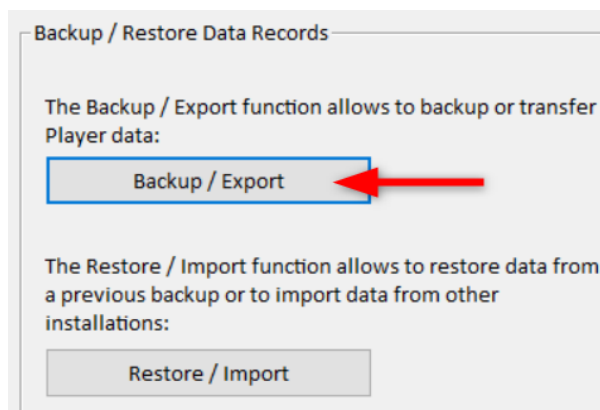 Backup / Restore Data Records
The Backup / Export function allows to backup or transfer
Player data:
Backup / Export
The Restore / Import function allows to restore data from
a previous backup or to import data from other
installations:
Restore / Import